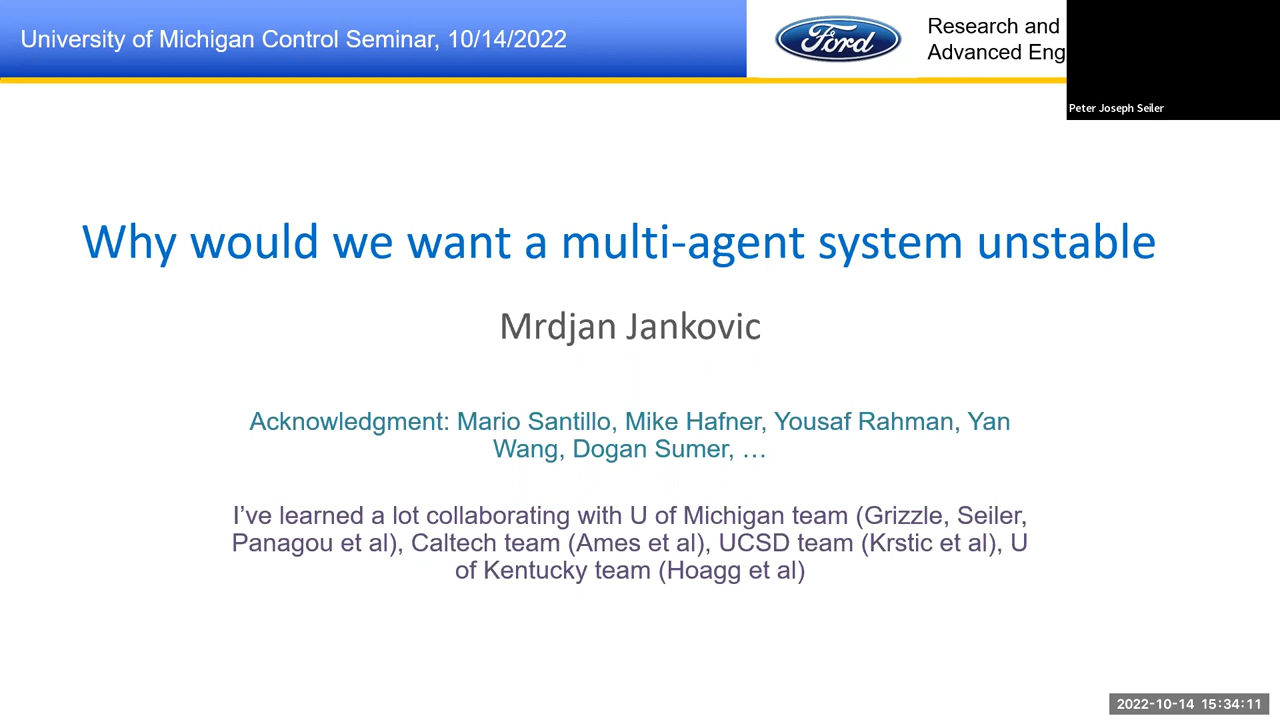 University of Michigan Control Seminar, 10/14/2022
Ford
Research and
Advanced Eng
Peter Joseph Seiler
Why would we want a multi-agent system unstable
Mrdjan Jankovic
Acknowledgment: Mario Santillo, Mike Hafner, Yousaf Rahman, Yan
Wang, Dogan Sumer, …
I’ve learned a lot collaborating with U of Michigan team (Grizzle, Seiler,
Panagou et al), Caltech team (Ames et al), UCSD team (Krstic et al), U
of Kentucky team (Hoagg et al)
2022-10-14 15:34:11